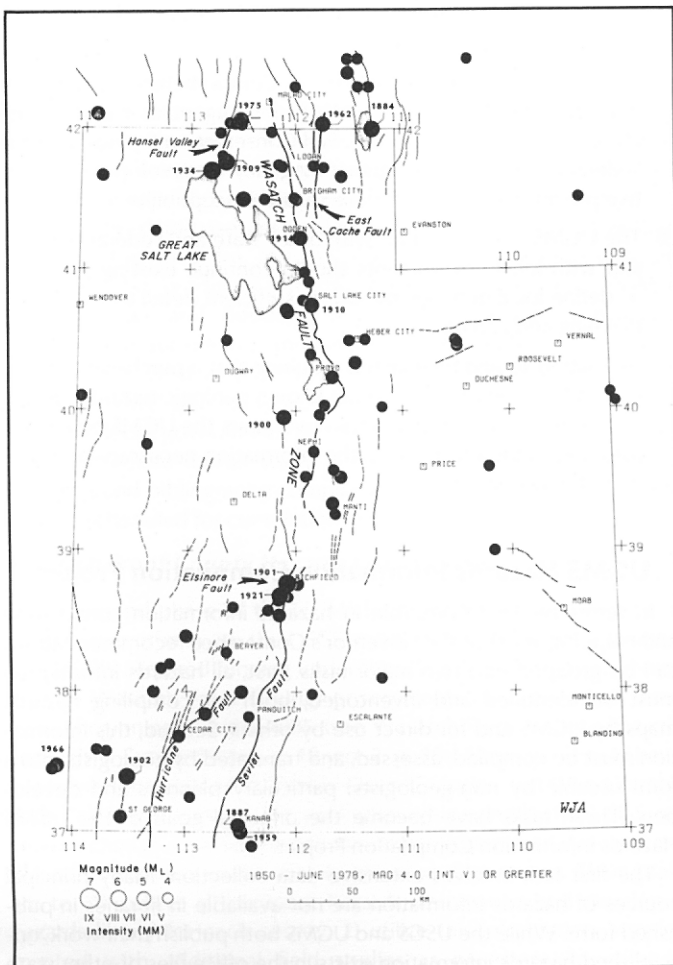 1975
MALAD CITY
1962
1884
113
112
111
42
42
Hansel Valley
Fault
LOGAN
1934
1909
WASATCH
BRIGHAM CITY
East
Cache Fault
EVANSTON
OGDEN
1914
GREAT
SALT LAKE
110
109
41
41
WENDOVER
SALT LAKE CITY
1910
FAULT
HEBER CITY
VERNAL
ROOSEVELT
DUGWAY
PROVO
DUCHESNE
40
40
1900
NEPHI
ZONE
PRICE
DELTA
MANTI
39
39
1901
RICHFIELD
Elsinore
Fault
1921
MOAB
BEAVER
38
38
PANGUITCH
MONTICELLO
ESCALANTE
Hurricane Fault
Sevier Fault
CEDAR CITY
BLANDING
1966
1902
ST GEORGE
1887
KANAB
WJA
37
37
1959
114
113
112
111
110
109
Magnitude (ML)
7 6 5 4
IX VIII VII VI V
Intensity (MM)
1850 - JUNE 1978, MAG 4.0 (INT V) OR GREATER
0 50 100
KM